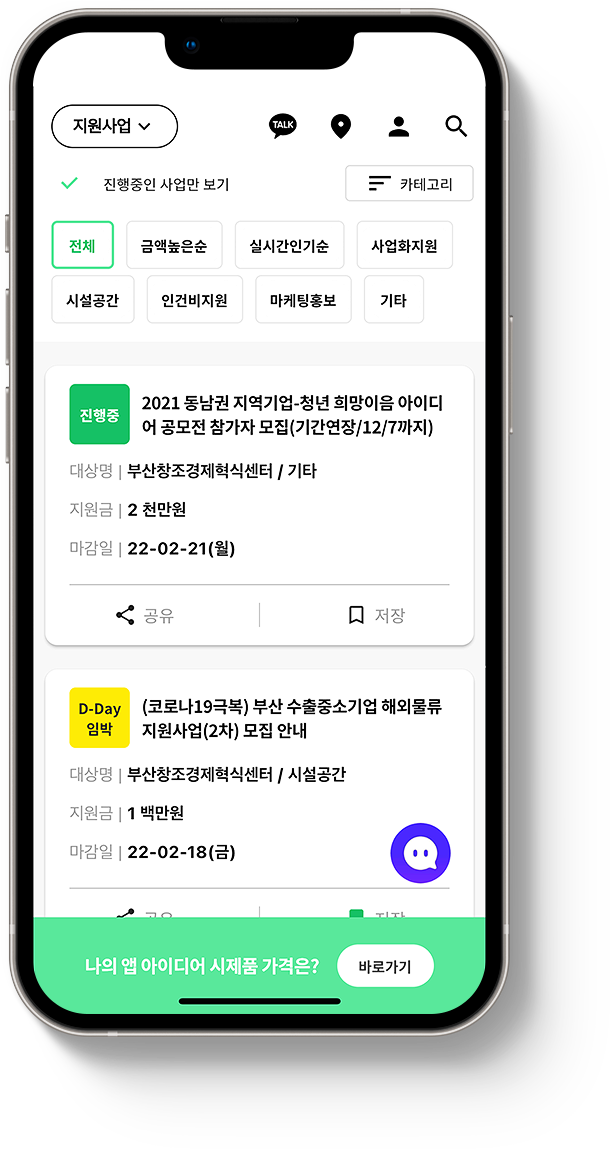 지원사업
TALK
진행중인 사업만 보기
카테고리
전체
금액높은순
실시간인기순
사업화지원
시설공간
인건비지원
마케팅홍보
기타
진행중
2021 동남권 지역기업-청년 희망이음 아이디
어 공모전 참가자 모집(기간연장/12/7까지)
대상명 | 부산창조경제혁식센터 / 기타
지원금 | 2 천만원
마감일 | 22-02-21(월)
공유
저장
D-Day
임박
(코로나19극복) 부산 수출중소기업 해외물류
지원사업(2차) 모집 안내
대상명 | 부산창조경제혁식센터 / 시설공간
지원금 | 1 백만원
마감일 | 22-02-18(금)
공유
저장
나의 앱 아이디어 시제품 가격은?
바로가기